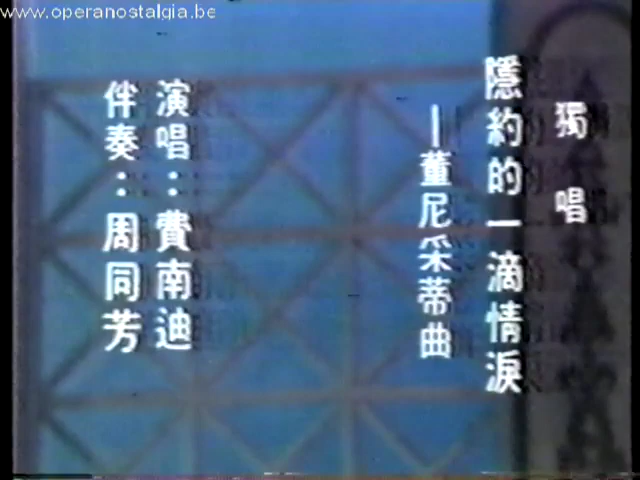 www.operanostalgia.be
獨唱
隱約的一滴情淚
—董尼采蒂曲
演唱：費南迪
伴奏：周同芳